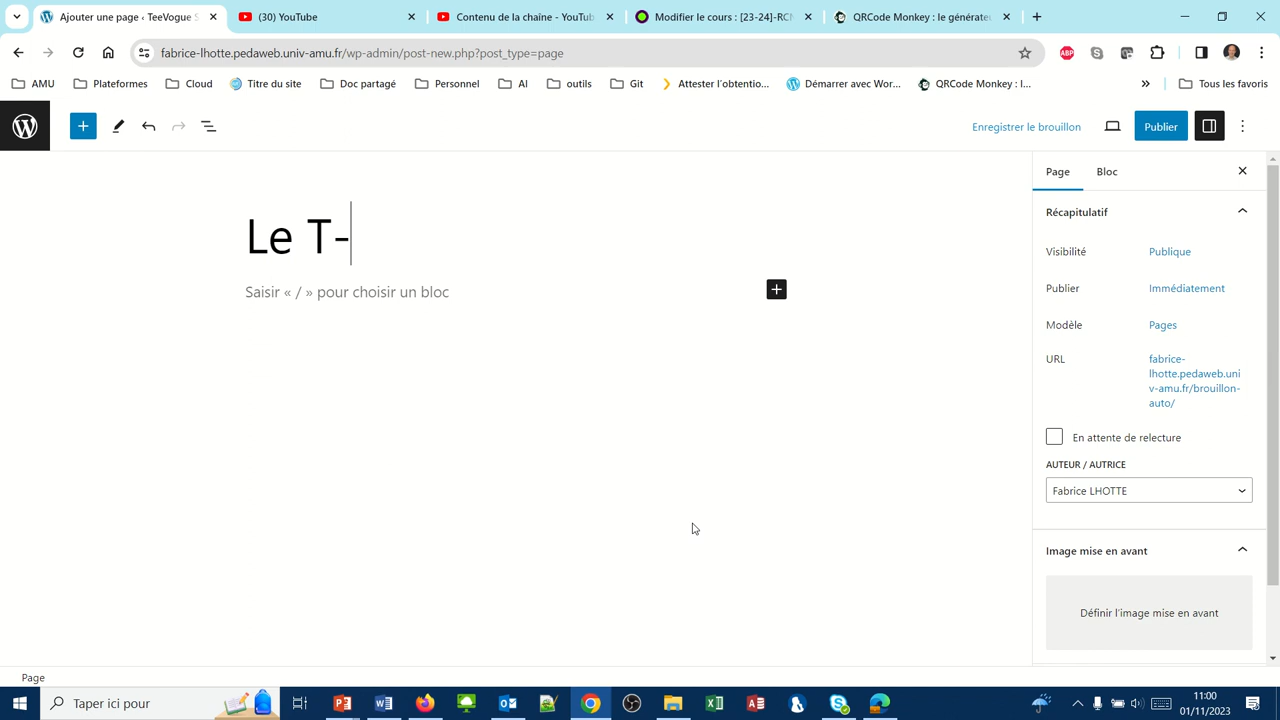 Ajouter une page ‹ TeeVogue S
(30) YouTube
Contenu de la chaîne - YouTub
Modifier le cours : [23-24]-RCN
QRCode Monkey : le générateu
fabrice-lhotte.pedaweb.univ-amu.fr/wp-admin/post-new.php?post_type=page
ABP
AMU
Plateformes
Cloud
Titre du site
Doc partagé
Personnel
AI
outils
Git
Attester l'obtentio...
Démarrer avec Wor...
QRCode Monkey : l...
»
Tous les favoris
Enregistrer le brouillon
Publier
Le T-
Saisir « / » pour choisir un bloc
Page
Bloc
Récapitulatif
Visibilité
Publique
Publier
Immédiatement
Modèle
Pages
URL
fabrice-
lhotte.pedaweb.uni
v-amu.fr/brouillon-
auto/
En attente de relecture
AUTEUR / AUTRICE
Fabrice LHOTTE
Image mise en avant
Définir l'image mise en avant
Page
Taper ici pour
11:00
01/11/2023